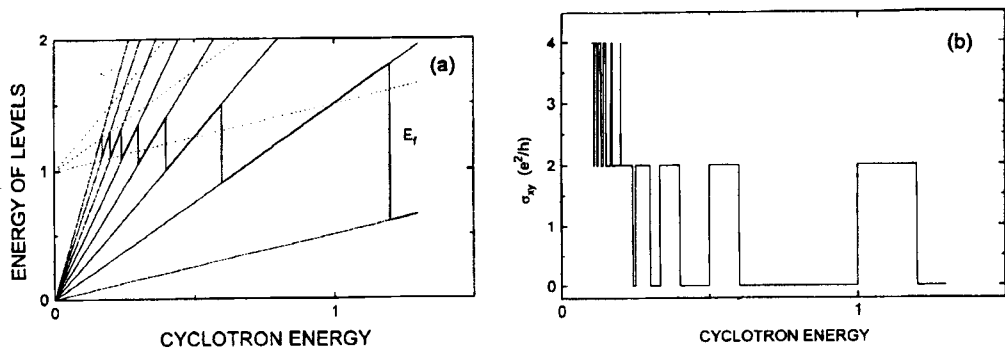 2
(a)
ENERGY OF LEVELS
1
E_f
0
0
1
CYCLOTRON ENERGY
4
(b)
3
σ_xy (e²/h)
2
1
0
0
1
CYCLOTRON ENERGY